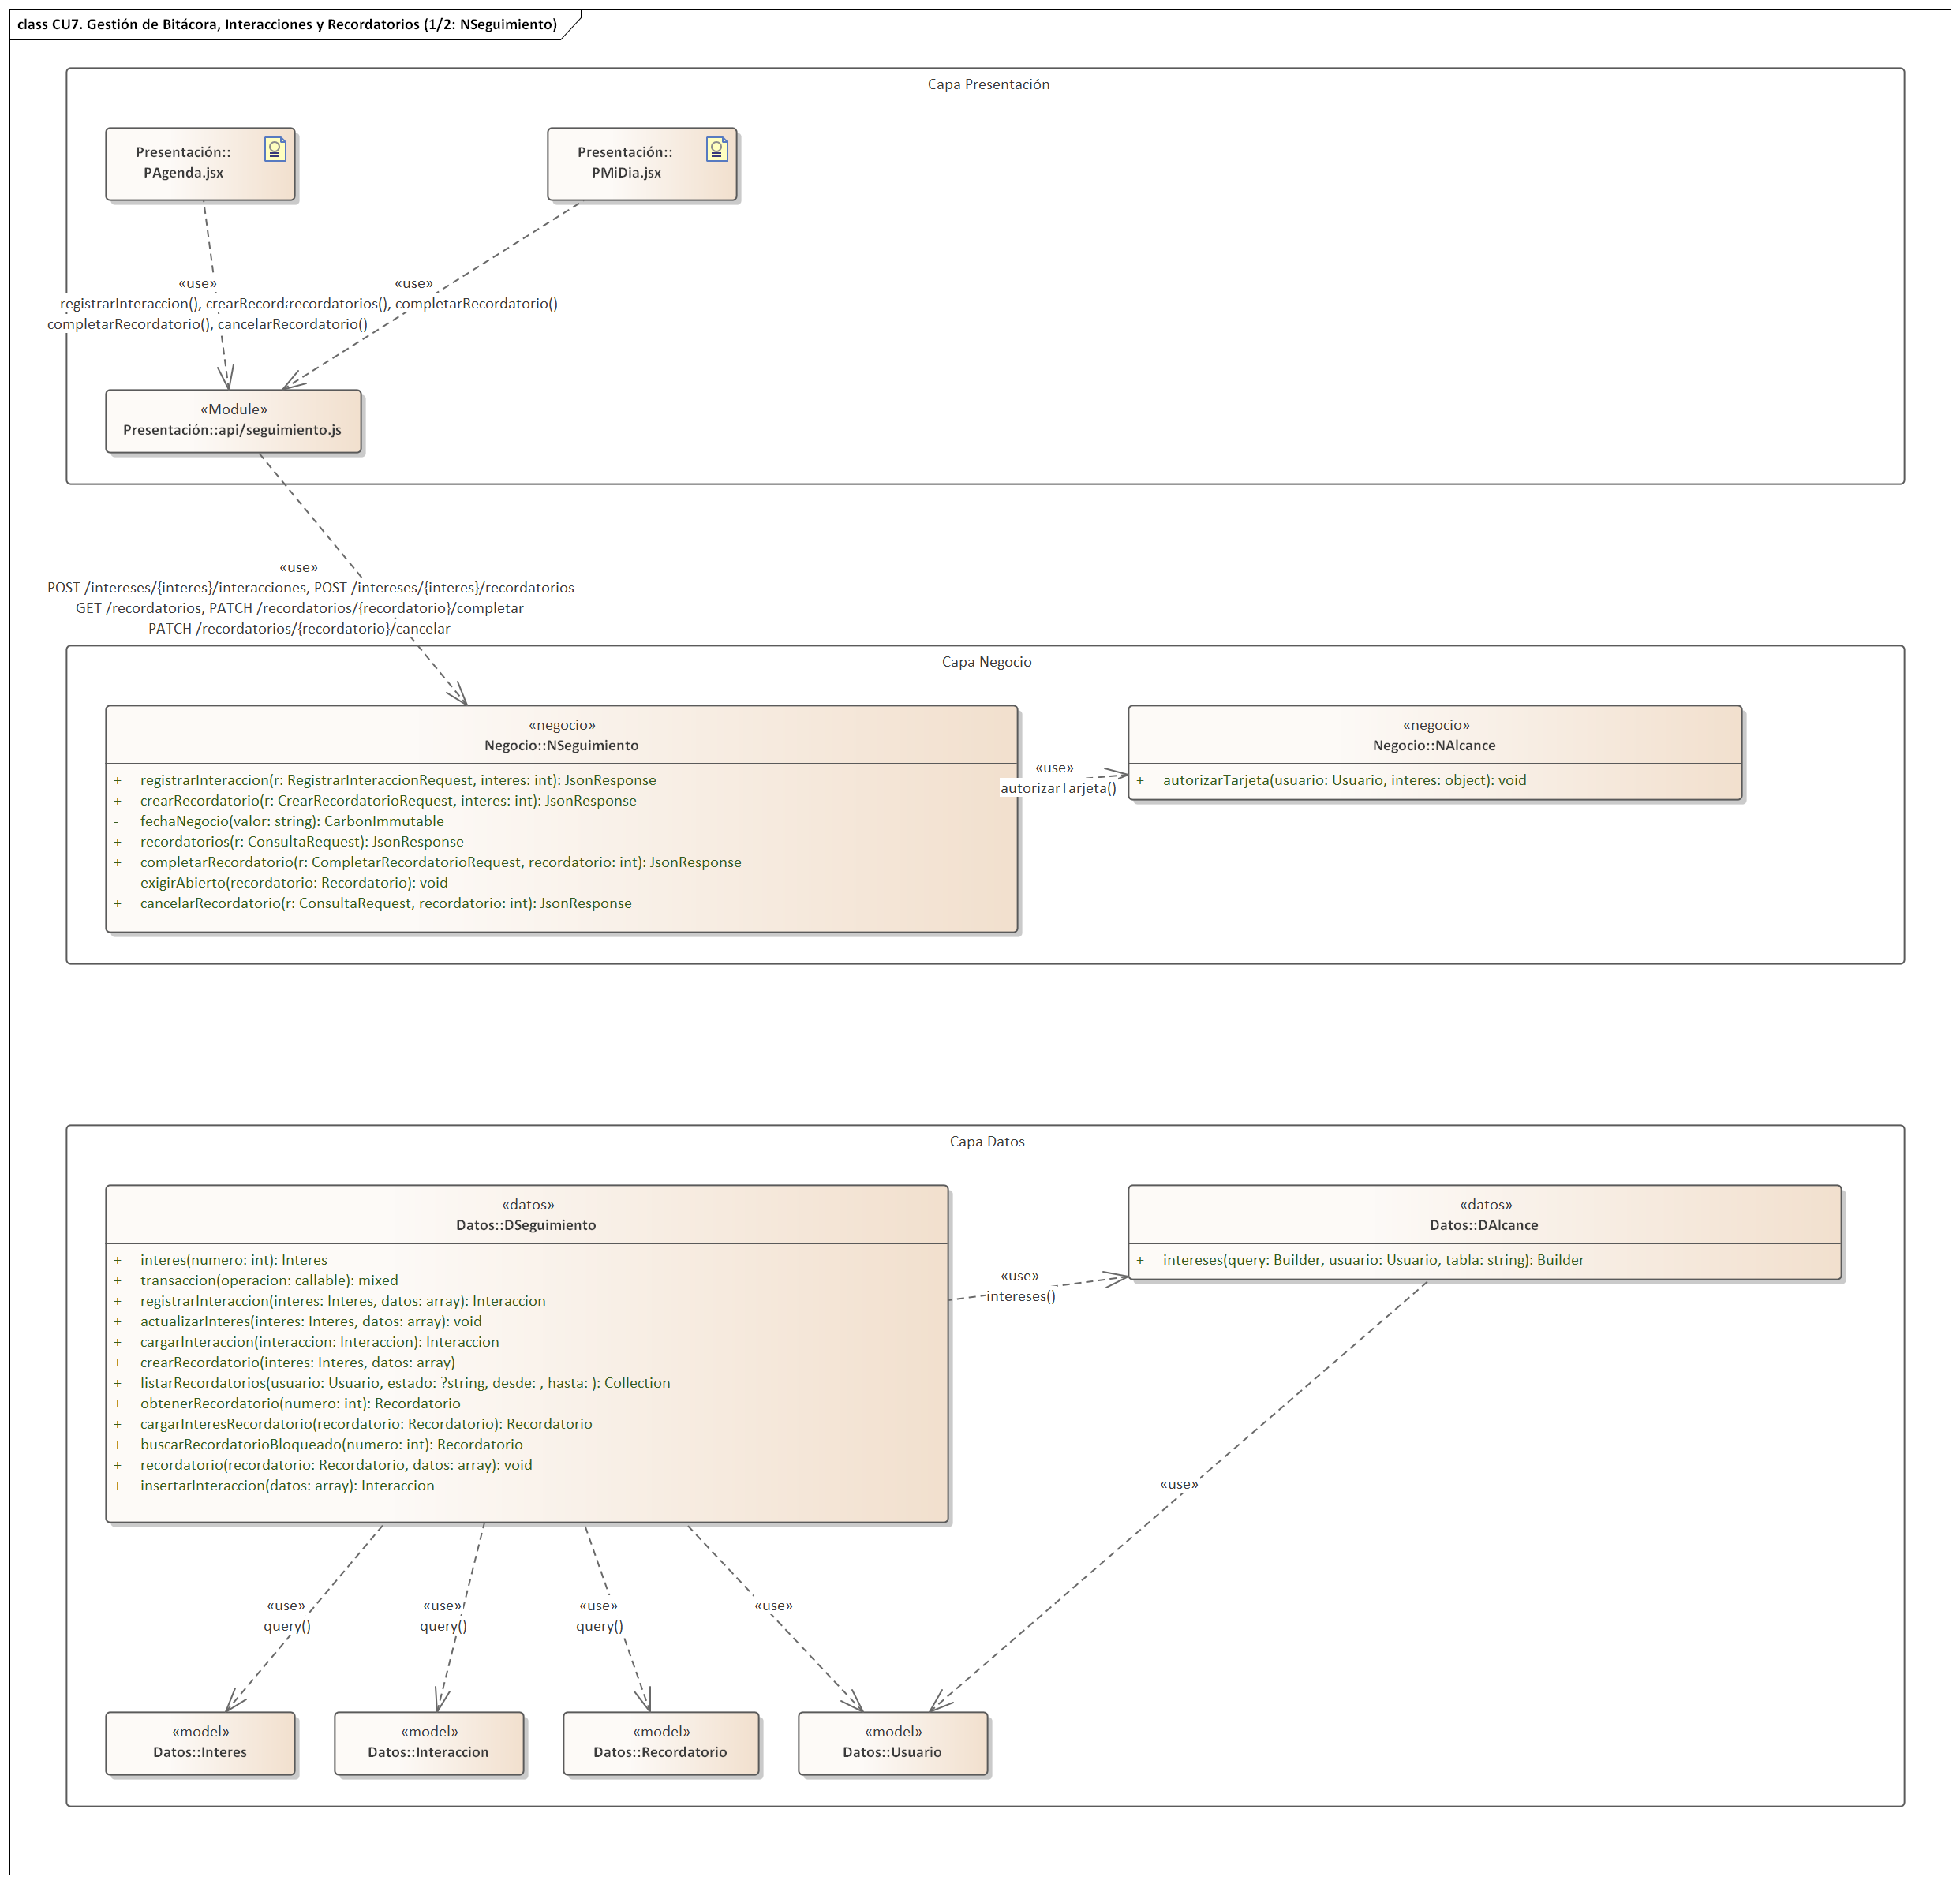 class CU7. Gestión de Bitácora, Interacciones y Recordatorios (1/2: NSeguimiento)
Capa Presentación
Presentación::
PAgenda.jsx
Presentación::
PMiDia.jsx
«use»
registrarInteraccion(), crearRecord
completarRecordatorio(), cancelarRecordatorio()
«use»
recordatorios(), completarRecordatorio()
«Module»
Presentación::api/seguimiento.js
«use»
POST /intereses/{interes}/interacciones, POST /intereses/{interes}/recordatorios
GET /recordatorios, PATCH /recordatorios/{recordatorio}/completar
PATCH /recordatorios/{recordatorio}/cancelar
Capa Negocio
«negocio»
Negocio::NSeguimiento
+ registrarInteraccion(r: RegistrarInteraccionRequest, interes: int): JsonResponse
+ crearRecordatorio(r: CrearRecordatorioRequest, interes: int): JsonResponse
- fechaNegocio(valor: string): CarbonImmutable
+ recordatorios(r: ConsultaRequest): JsonResponse
+ completarRecordatorio(r: CompletarRecordatorioRequest, recordatorio: int): JsonResponse
- exigirAbierto(recordatorio: Recordatorio): void
+ cancelarRecordatorio(r: ConsultaRequest, recordatorio: int): JsonResponse
«use»
autorizarTarjeta()
«negocio»
Negocio::NAlcance
+ autorizarTarjeta(usuario: Usuario, interes: object): void
Capa Datos
«datos»
Datos::DSeguimiento
+ interes(numero: int): Interes
+ transaccion(operacion: callable): mixed
+ registrarInteraccion(interes: Interes, datos: array): Interaccion
+ actualizarInteres(interes: Interes, datos: array): void
+ cargarInteraccion(interaccion: Interaccion): Interaccion
+ crearRecordatorio(interes: Interes, datos: array)
+ listarRecordatorios(usuario: Usuario, estado: ?string, desde: , hasta: ): Collection
+ obtenerRecordatorio(numero: int): Recordatorio
+ cargarInteresRecordatorio(recordatorio: Recordatorio): Recordatorio
+ buscarRecordatorioBloqueado(numero: int): Recordatorio
+ recordatorio(recordatorio: Recordatorio, datos: array): void
+ insertarInteraccion(datos: array): Interaccion
«use»
intereses()
«datos»
Datos::DAlcance
+ intereses(query: Builder, usuario: Usuario, tabla: string): Builder
«use»
«use»
query()
«use»
query()
«use»
query()
«use»
«model»
Datos::Interes
«model»
Datos::Interaccion
«model»
Datos::Recordatorio
«model»
Datos::Usuario